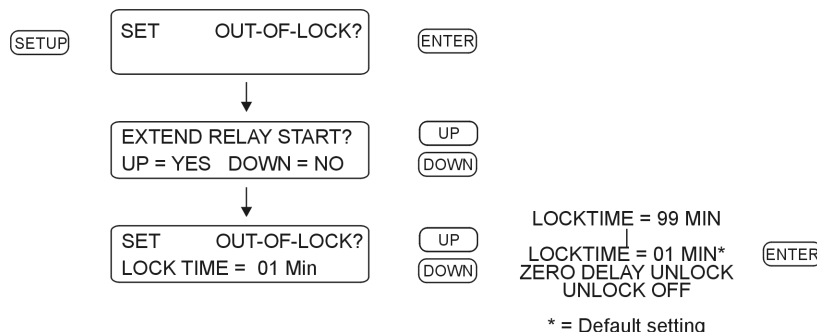 SETUP
SET OUT-OF-LOCK?
ENTER
EXTEND RELAY START?
UP = YES DOWN = NO
UP
DOWN
SET OUT-OF-LOCK?
LOCK TIME = 01 Min
UP
DOWN
LOCKTIME = 99 MIN
LOCKTIME = 01 MIN*
ZERO DELAY UNLOCK
UNLOCK OFF
ENTER
* = Default setting